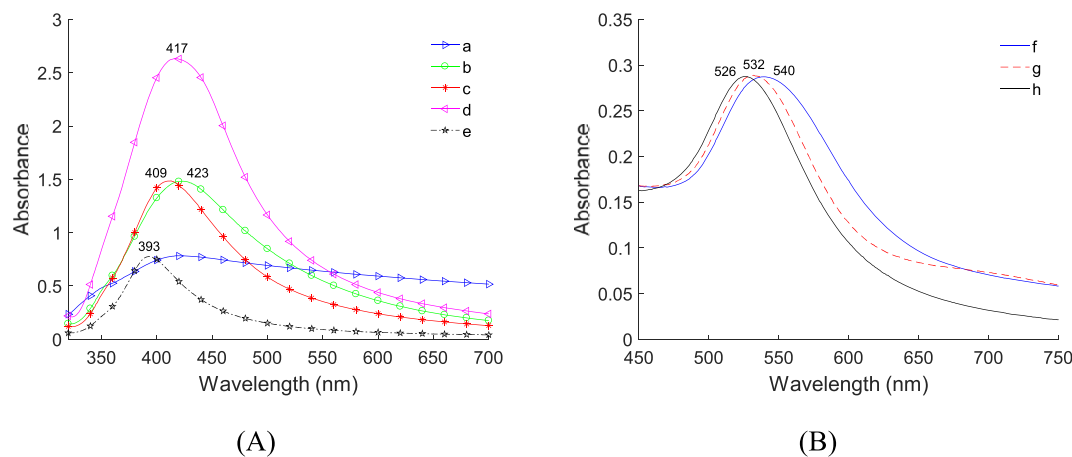 3
2.5
2
1.5
1
0.5
0
350 400 450 500 550 600 650 700
Absorbance
Wavelength (nm)
417
409 423
393
a
b
c
d
e
(A)
0.35
0.3
0.25
0.2
0.15
0.1
0.05
0
450 500 550 600 650 700 750
Absorbance
Wavelength (nm)
526 532 540
f
g
h
(B)